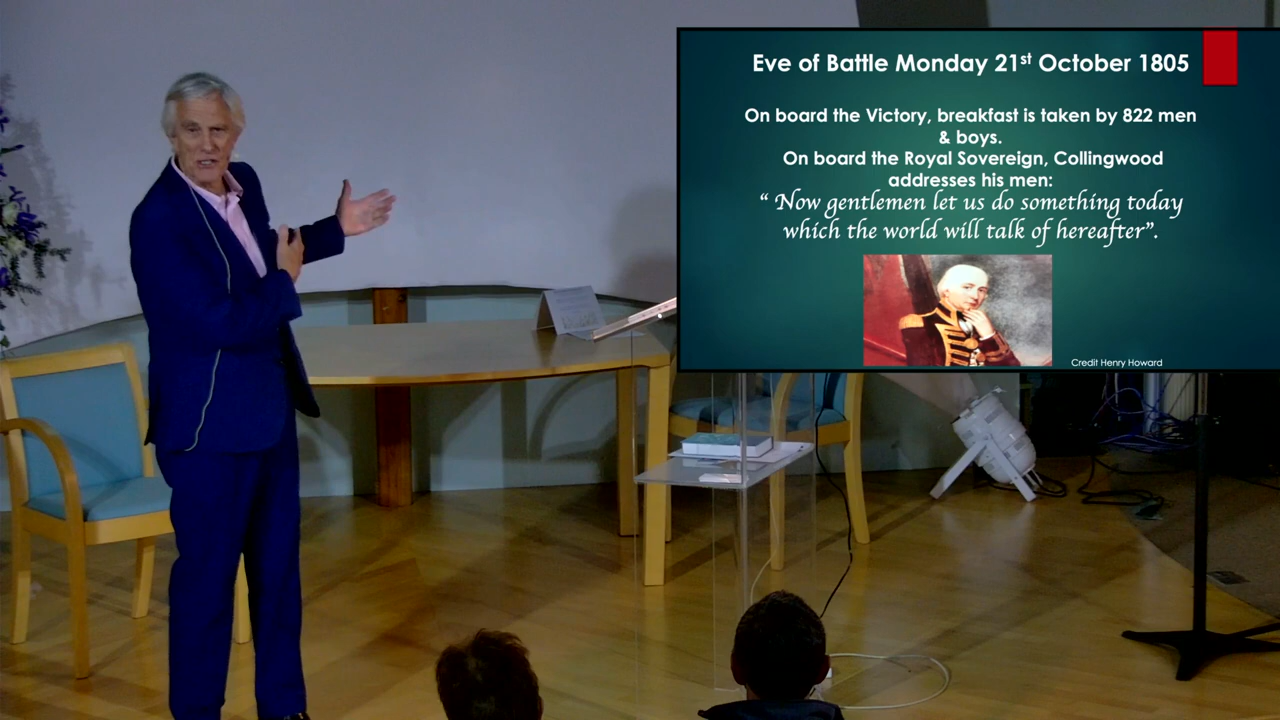 Eve of Battle Monday 21st October 1805
On board the Victory, breakfast is taken by 822 men
& boys.
On board the Royal Sovereign, Collingwood
addresses his men:
“ Now gentlemen let us do something today
which the world will talk of hereafter”.
Credit Henry Howard